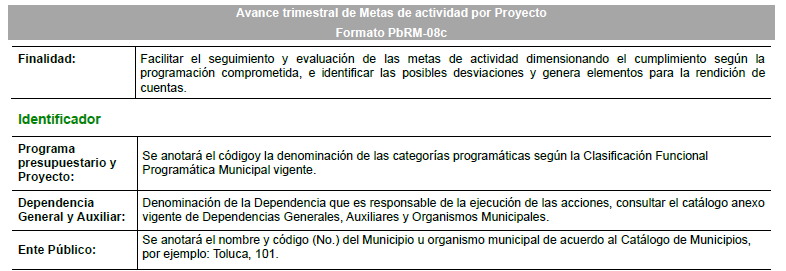 Avance trimestral de Metas de actividad por Proyecto
Formato PbRM-08c
Finalidad:
Facilitar el seguimiento y evaluación de las metas de actividad dimensionando el cumplimiento según la
programación comprometida, e identificar las posibles desviaciones y genera elementos para la rendición de
cuentas.
Identificador
Programa
presupuestario y
Proyecto:
Se anotará el códigoy la denominación de las categorías programáticas según la Clasificación Funcional
Programática Municipal vigente.
Dependencia
General y Auxiliar:
Denominación de la Dependencia que es responsable de la ejecución de las acciones, consultar el catálogo anexo
vigente de Dependencias Generales, Auxiliares y Organismos Municipales.
Ente Público:
Se anotará el nombre y código (No.) del Municipio u organismo municipal de acuerdo al Catálogo de Municipios,
por ejemplo: Toluca, 101.